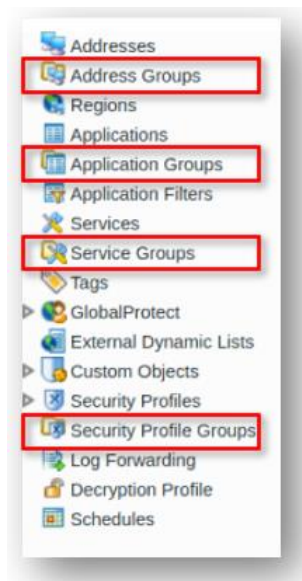 Addresses
Address Groups
Regions
Applications
Application Groups
Application Filters
Services
Service Groups
Tags
GlobalProtect
External Dynamic Lists
Custom Objects
Security Profiles
Security Profile Groups
Log Forwarding
Decryption Profile
Schedules